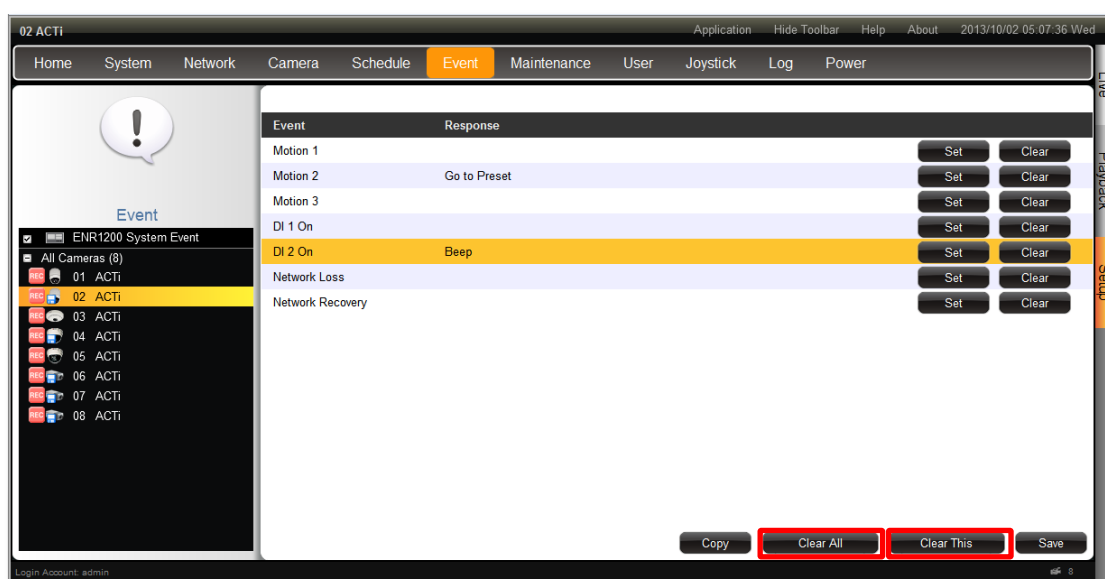 02 ACTi Application Hide Toolbar Help About 2013/10/02 05:07:36 Wed
Home System Network Camera Schedule Event Maintenance User Joystick Log Power
Live
Playback
Setup
Event
ENR1200 System Event
All Cameras (8)
REC 01 ACTi
REC 02 ACTi
REC 03 ACTi
REC 04 ACTi
REC 05 ACTi
REC 06 ACTi
REC 07 ACTi
REC 08 ACTi
Event Response
Motion 1 Set Clear
Motion 2 Go to Preset Set Clear
Motion 3 Set Clear
DI 1 On Set Clear
DI 2 On Beep Set Clear
Network Loss Set Clear
Network Recovery Set Clear
Copy Clear All Clear This Save
Login Account: admin 8